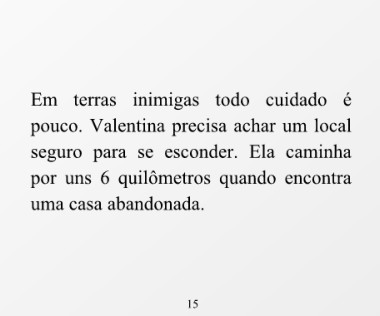 Em terras inimigas todo cuidado é
pouco. Valentina precisa achar um local
seguro para se esconder. Ela caminha
por uns 6 quilômetros quando encontra
uma casa abandonada.
15